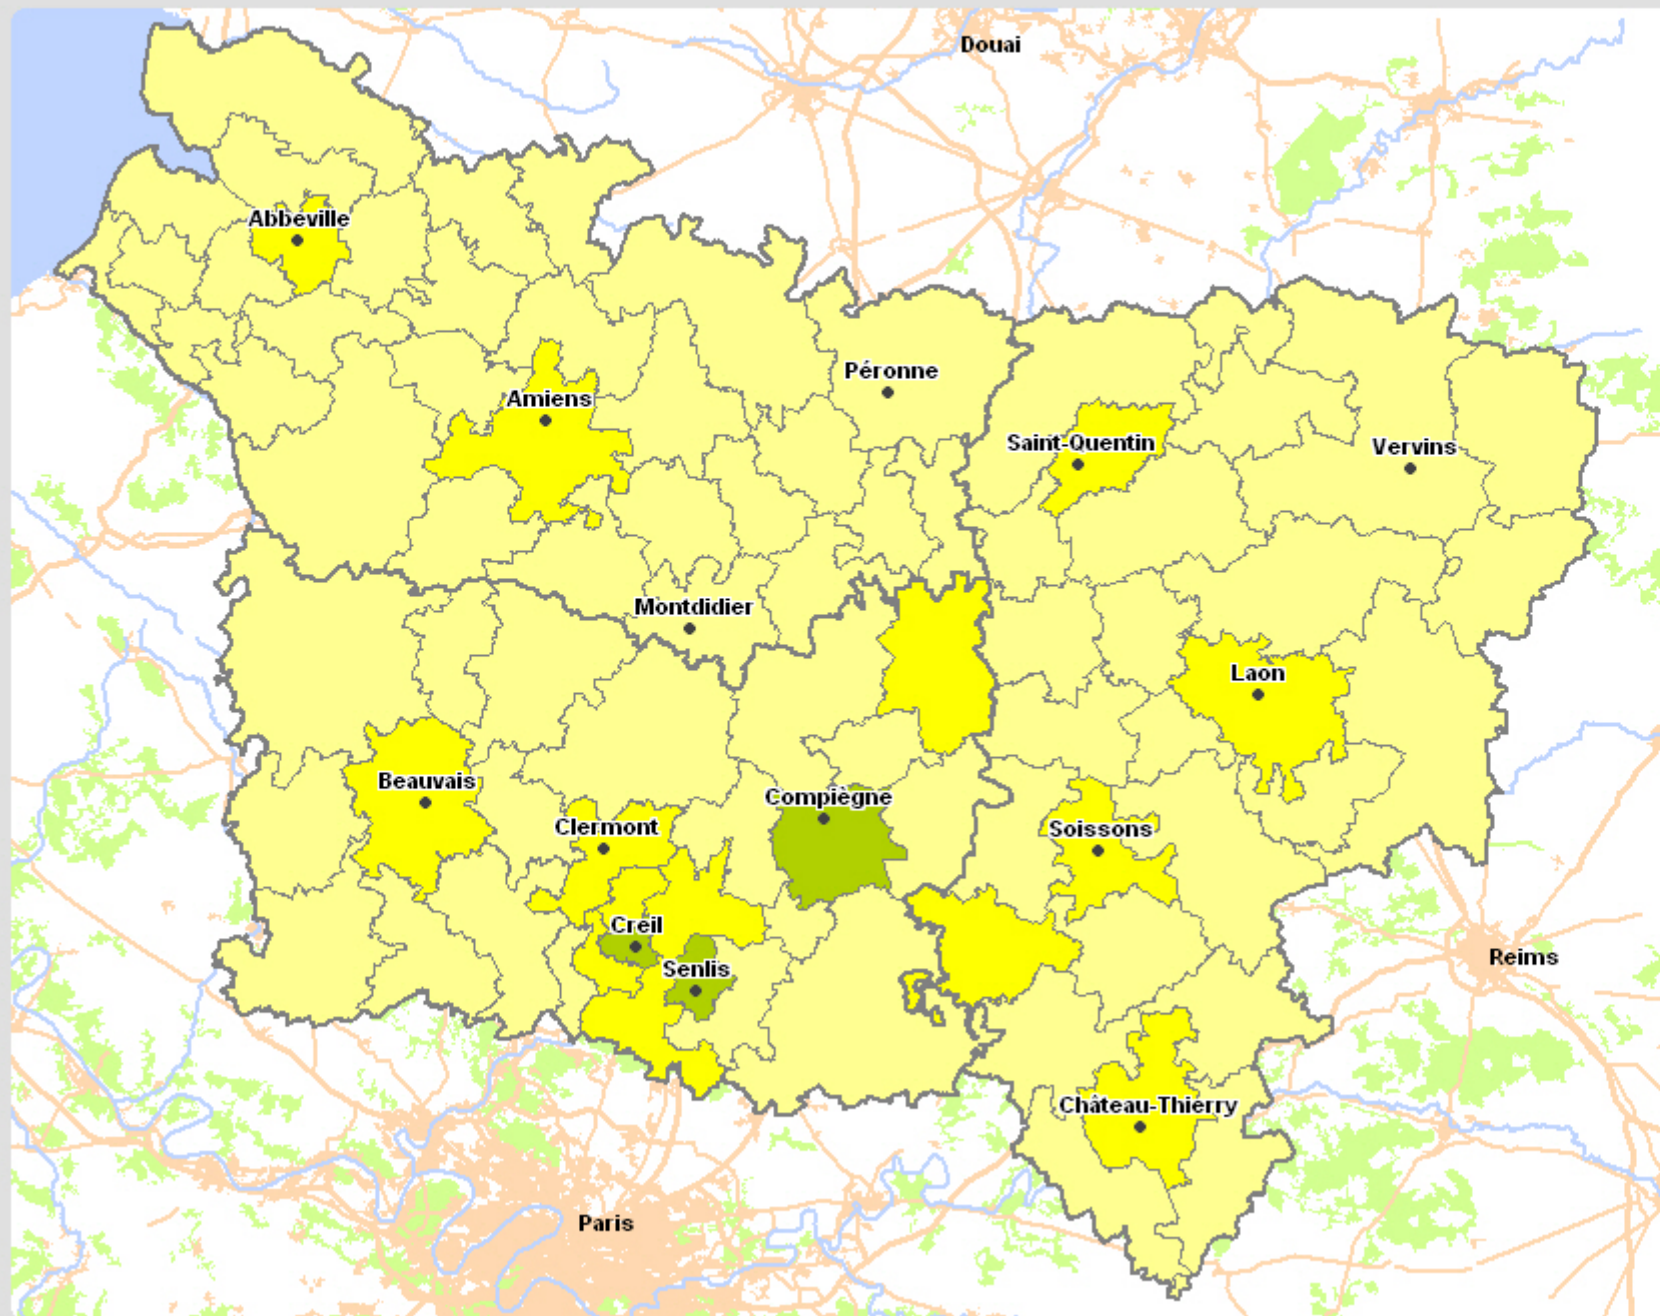 Douai
Abbeville
Péronne
Amiens
Saint-Quentin
Vervins
Montdidier
Laon
Beauvais
Compiègne
Clermont
Soissons
Creil
Reims
Senlis
Château-Thierry
Paris